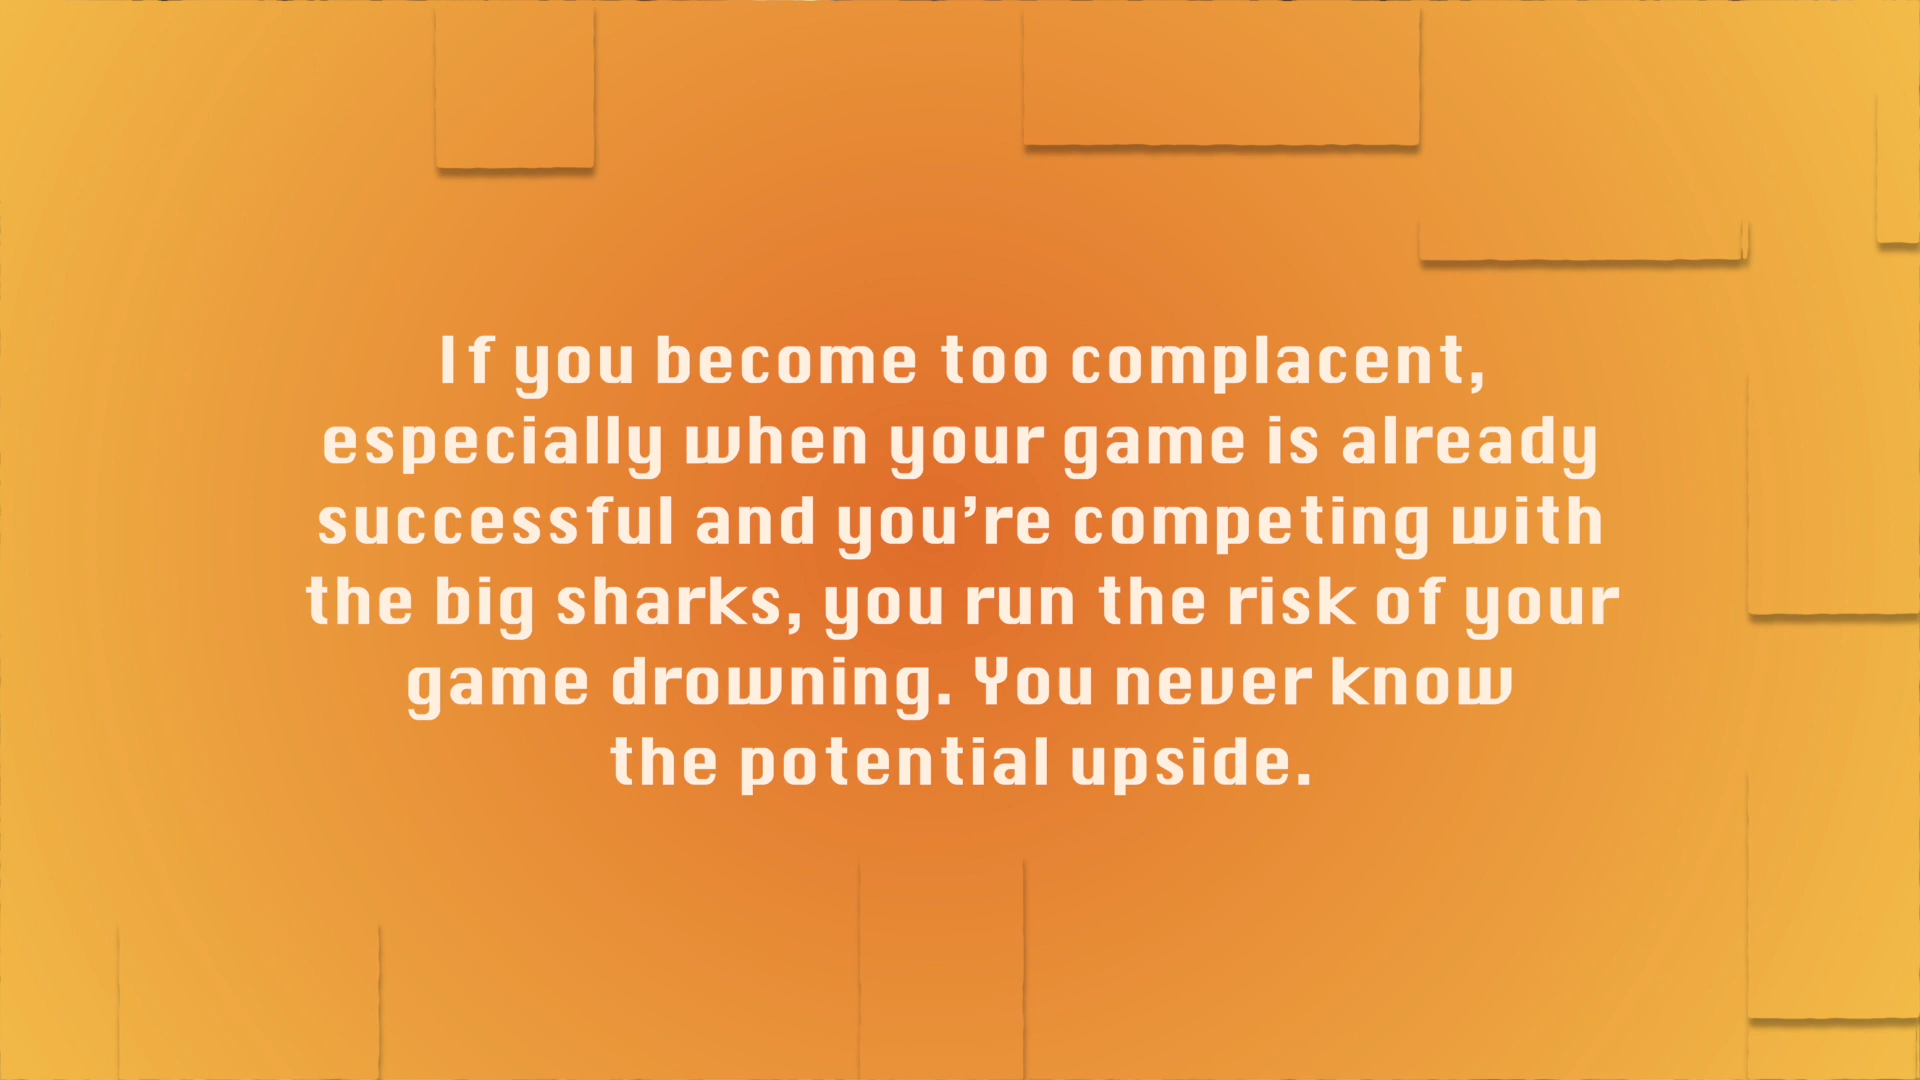 If you become too complacent,
especially when your game is already
successful and you’re competing with
the big sharks, you run the risk of your
game drowning. You never know
the potential upside.